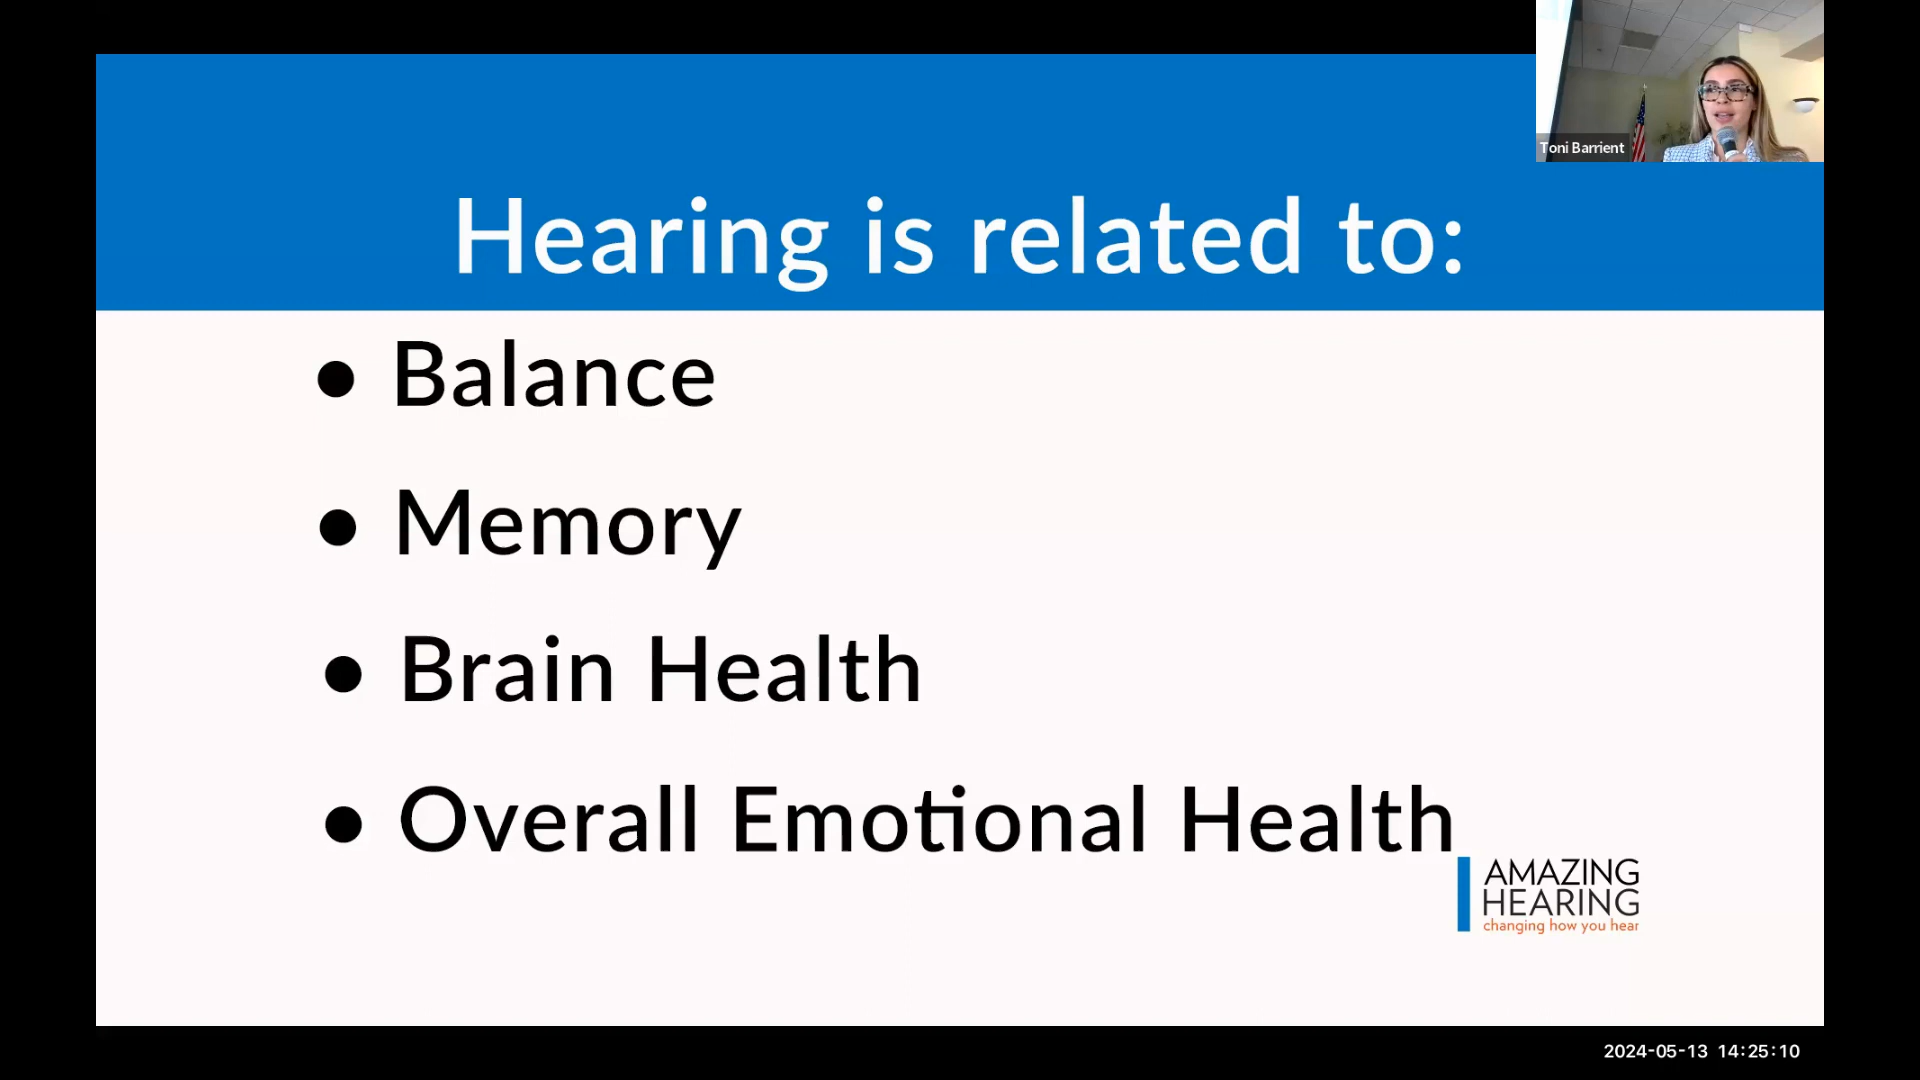 Toni Barrient
Hearing is related to:
• Balance
• Memory
• Brain Health
• Overall Emotional Health
AMAZING
HEARING
changing how you hear
2024-05-13 14:25:10